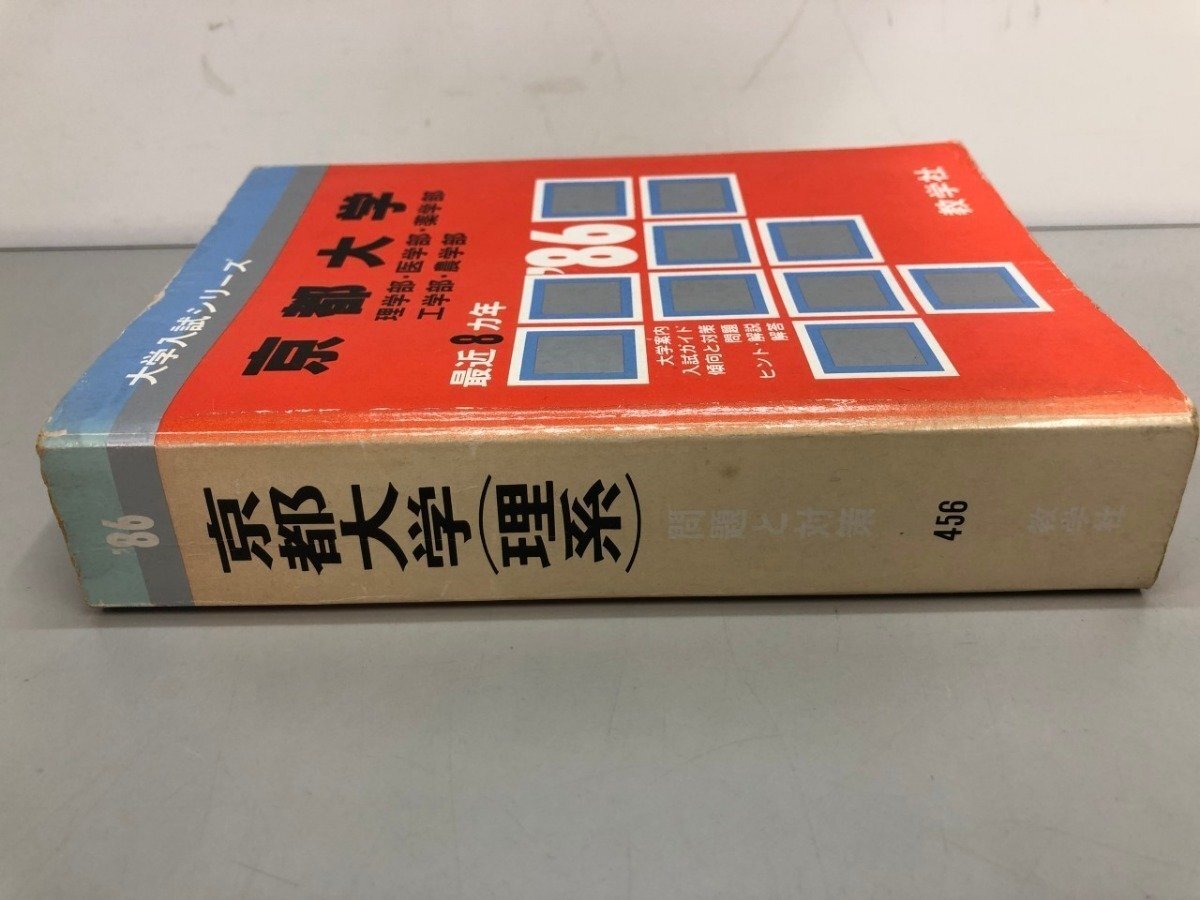 大学入試シリーズ
京都大学
理学部・医学部・薬学部
工学部・農学部
最近8カ年
'86
大学案内
入試ガイド
傾向と対策
問題
ヒント 解説
解答
教学社
'86
京都大学(理系)
問題と対策
456
教学社